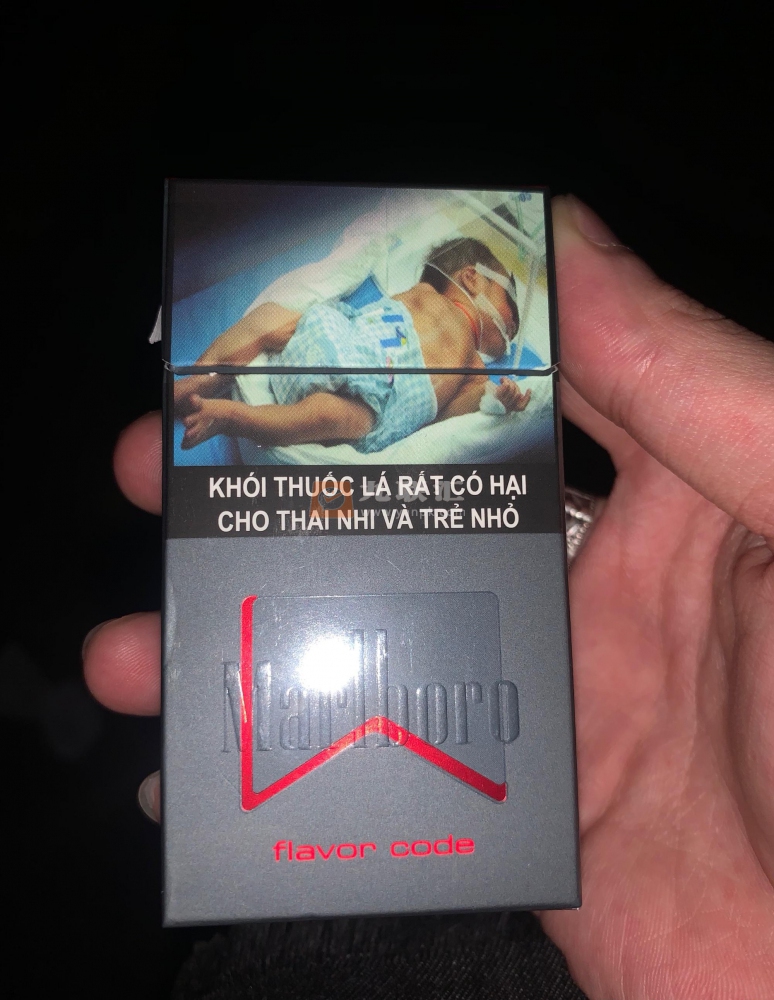 KHÓI THUỐC LÁ RẤT CÓ HẠI
CHO THAI NHI VÀ TRẺ NHỎ
Marlboro
flavor code